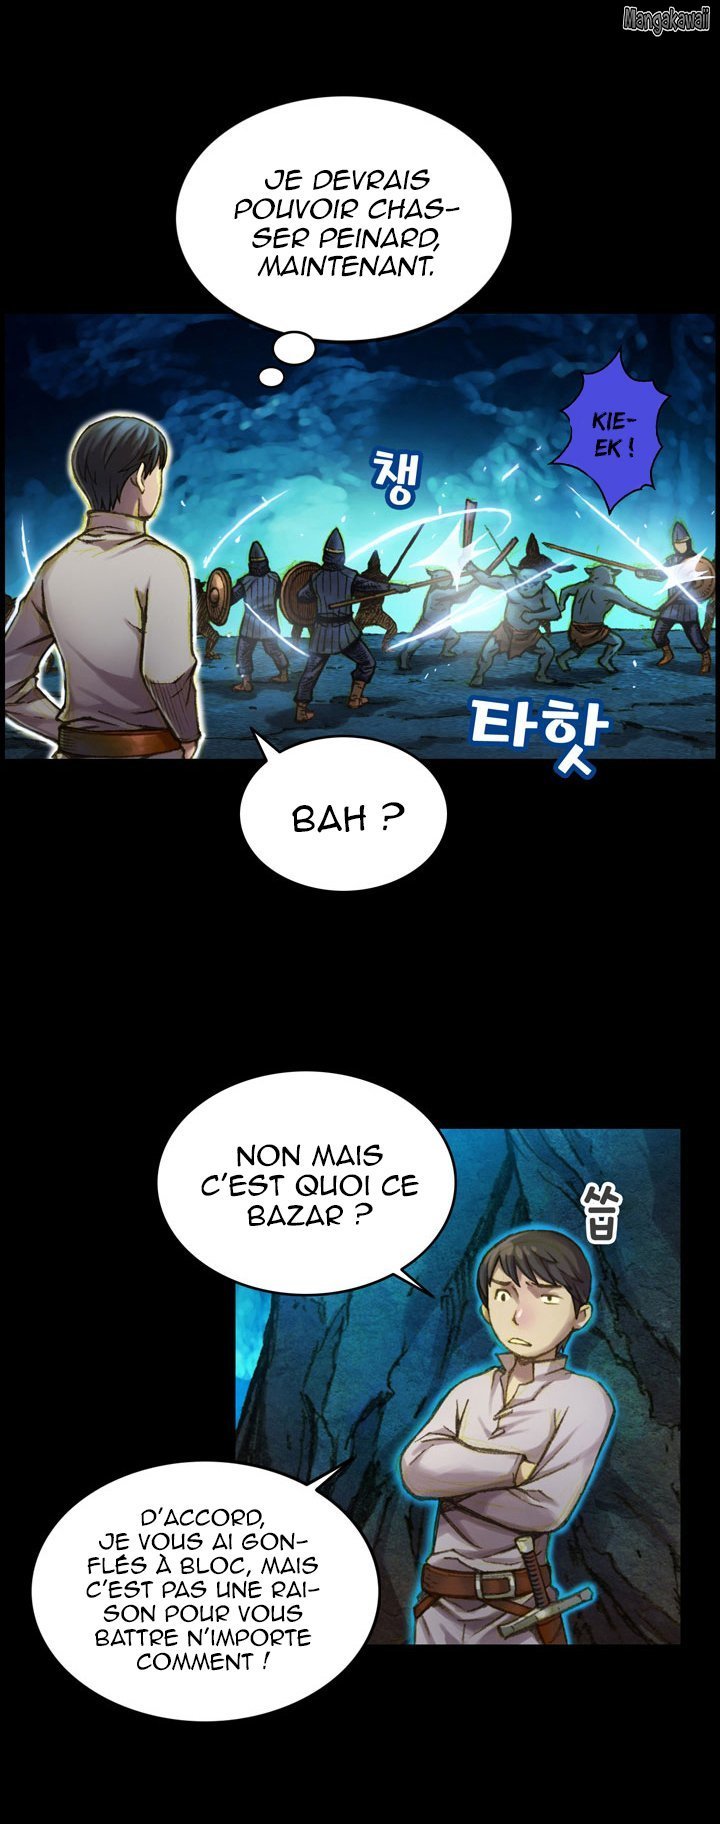 Mangakawaii
JE DEVRAIS
POUVOIR CHAS-
SER PEINARD,
MAINTENANT.
KIE-
EK !
챙
타핫
BAH ?
NON MAIS
C'EST QUOI CE
BAZAR ?
씁
D'ACCORD,
JE VOUS AI GON-
FLÉS À BLOC, MAIS
C'EST PAS UNE RAI-
SON POUR VOUS
BATTRE N'IMPORTE
COMMENT !